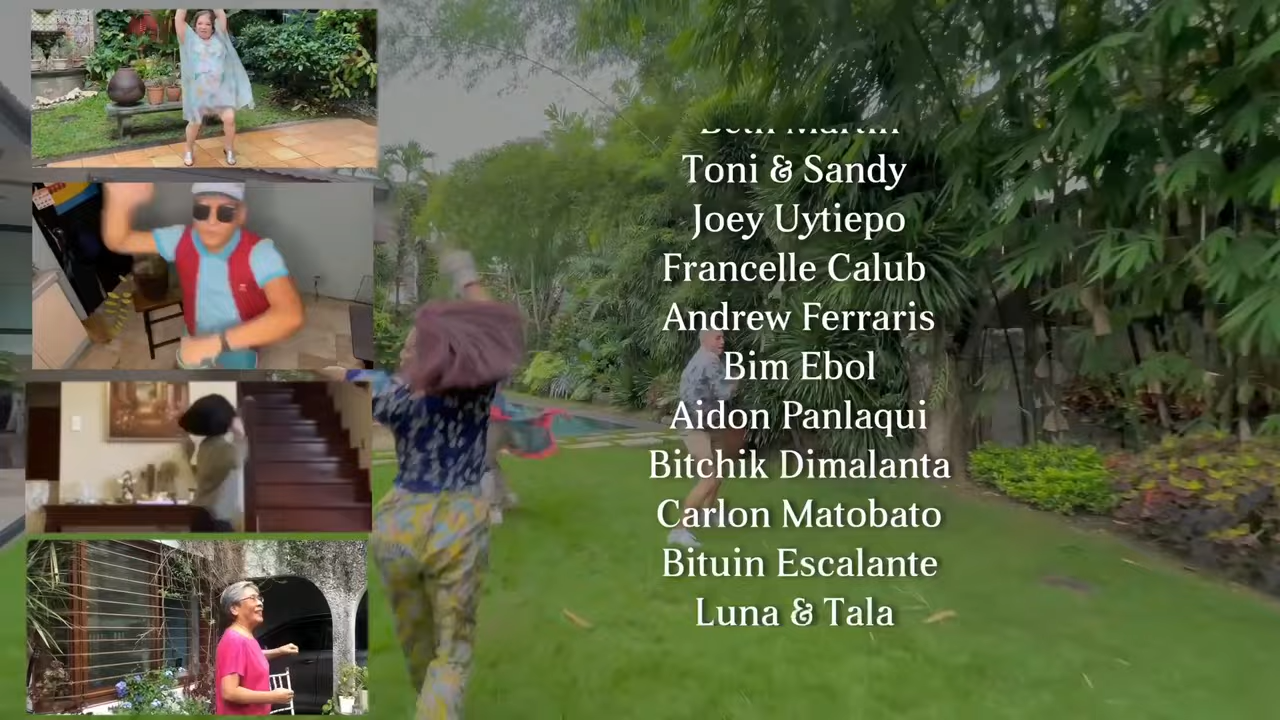 Toni & Sandy
Joey Uytiepo
Francelle Calub
Andrew Ferraris
Bim Ebol
Aidon Panlaqui
Bitchik Dimalanta
Carlon Matobato
Bituin Escalante
Luna & Tala